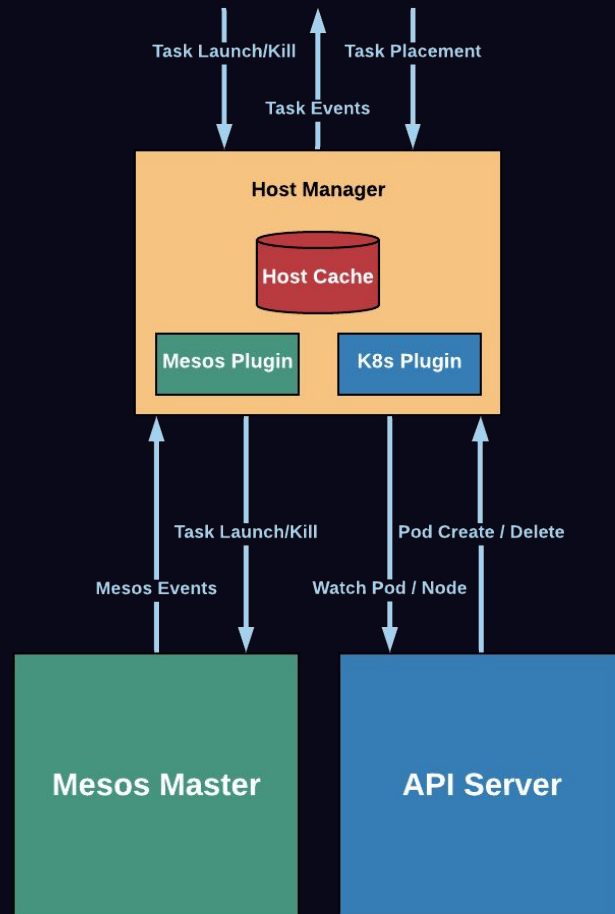 Task Launch/Kill
Task Placement
Task Events
Host Manager
Host Cache
Mesos Plugin
K8s Plugin
Task Launch/Kill
Pod Create / Delete
Mesos Events
Watch Pod / Node
Mesos Master
API Server